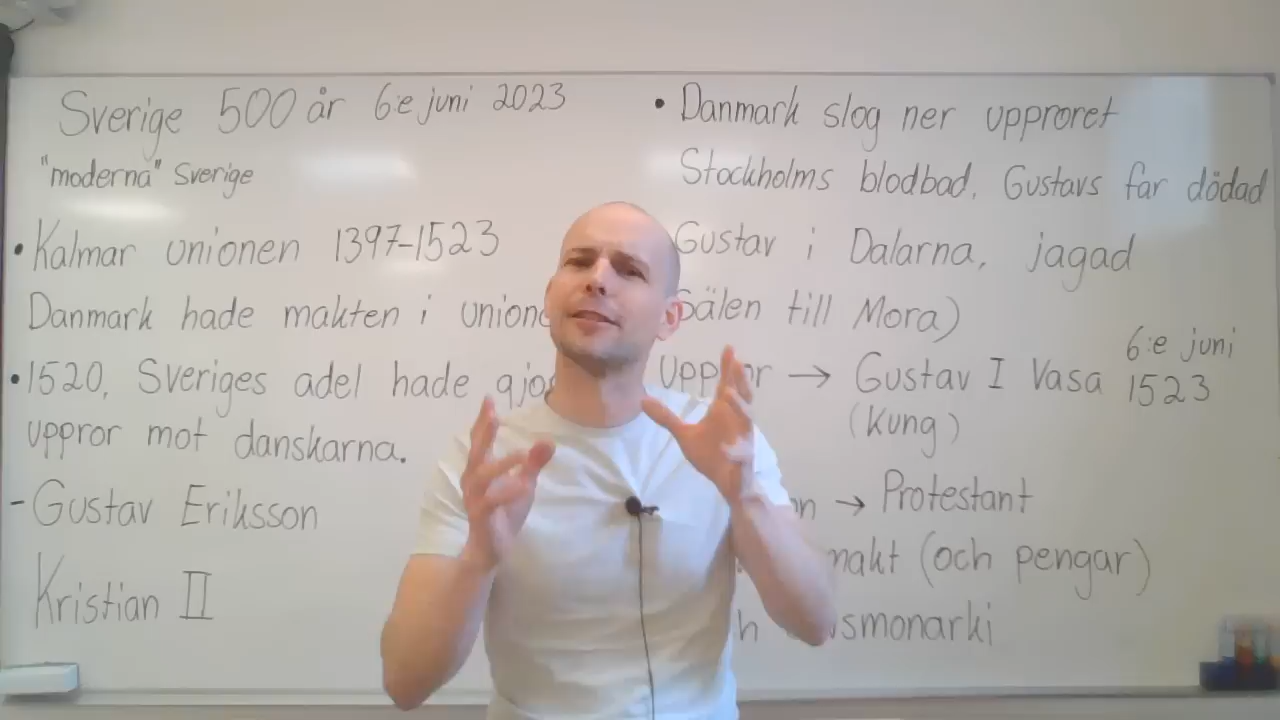 Sverige 500 år 6:e juni 2023
"moderna" Sverige
• Kalmar unionen 1397-1523
Danmark hade makten i
• 1520, Sveriges adel hade
uppror mot danskarna.
- Gustav Eriksson
Kristian II
• Danmark slog ner upproret
Stockholms blodbad, Gustavs far dödad
Gustav i Dalarna, jagad
Sälen till Mora)
Uppror → Gustav I Vasa 6:e juni 1523
(Kung)
→ Protestant
makt (och pengar)